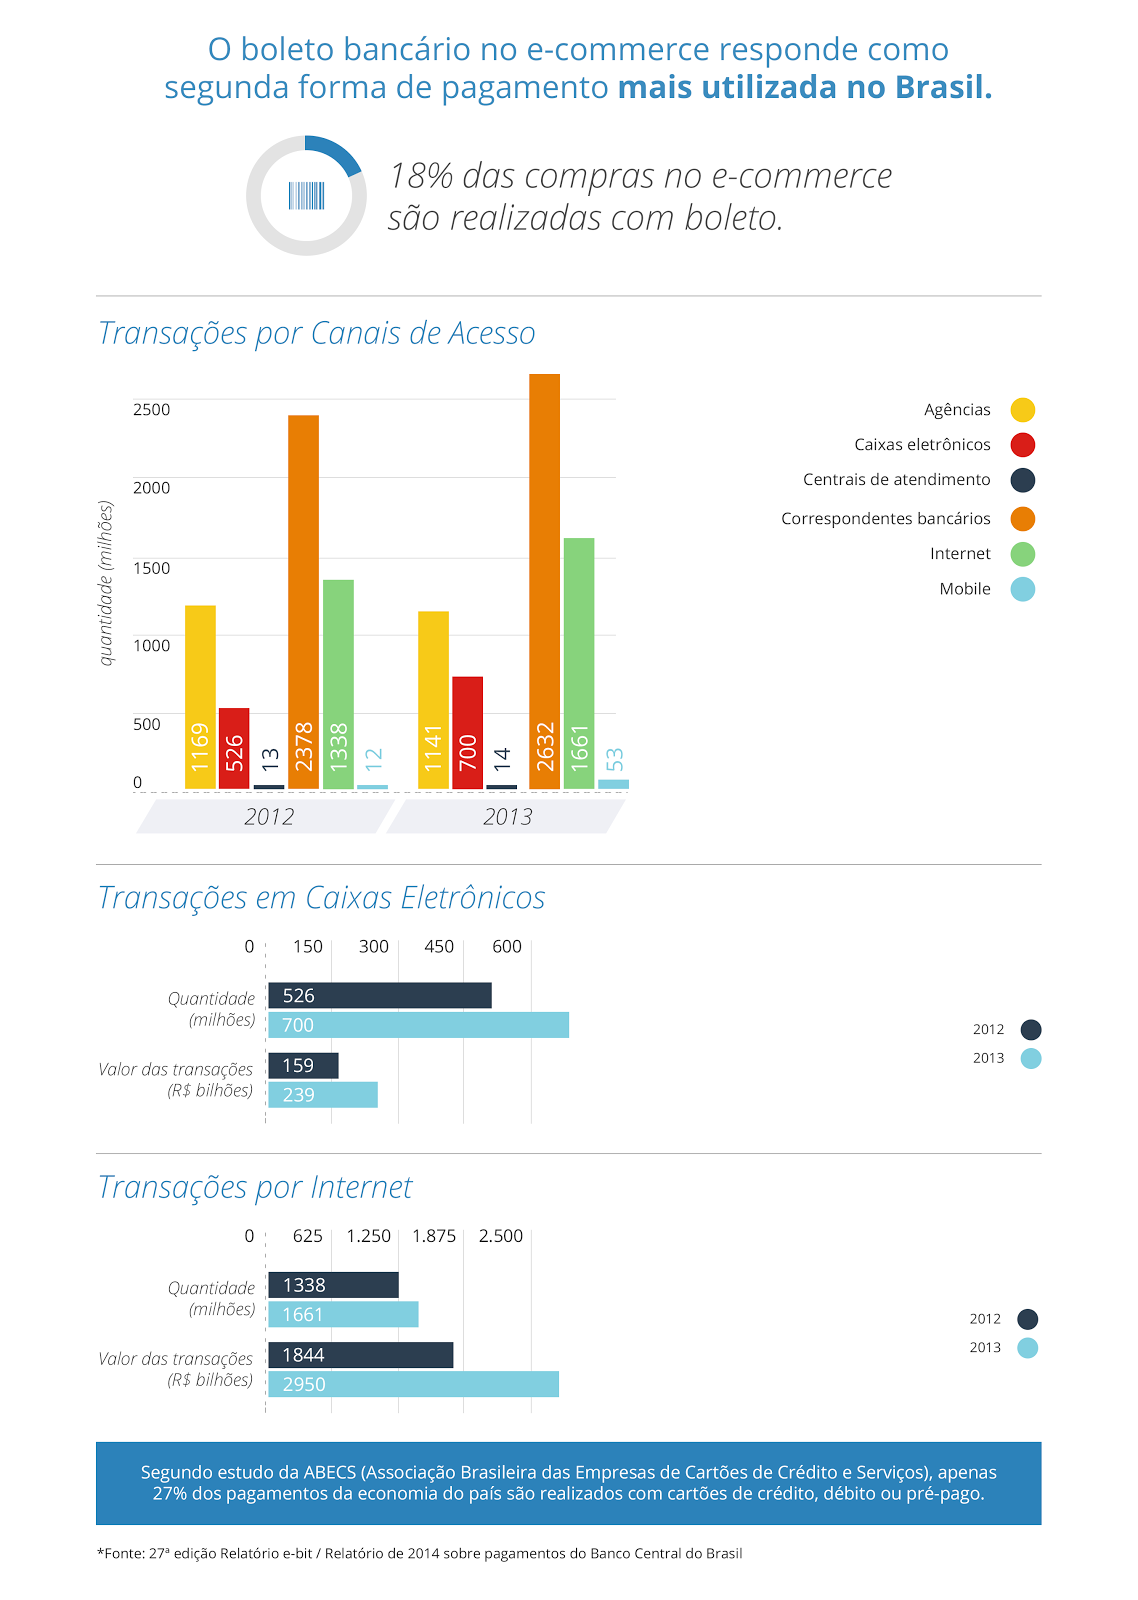 O boleto bancário no e-commerce responde como
segunda forma de pagamento mais utilizada no Brasil.
18% das compras no e-commerce
são realizadas com boleto.
Transações por Canais de Acesso
quantidade (milhões)
2500
2000
1500
1000
500
0
1169
526
13
2378
1338
12
1141
700
14
2632
1661
53
2012
2013
Agências
Caixas eletrônicos
Centrais de atendimento
Correspondentes bancários
Internet
Mobile
Transações em Caixas Eletrônicos
0 150 300 450 600
Quantidade
(milhões)
526
700
Valor das transações
(R$ bilhões)
159
239
2012
2013
Transações por Internet
0 625 1.250 1.875 2.500
Quantidade
(milhões)
1338
1661
Valor das transações
(R$ bilhões)
1844
2950
2012
2013
Segundo estudo da ABECS (Associação Brasileira das Empresas de Cartões de Crédito e Serviços), apenas
27% dos pagamentos da economia do país são realizados com cartões de crédito, débito ou pré-pago.
*Fonte: 27ª edição Relatório e-bit / Relatório de 2014 sobre pagamentos do Banco Central do Brasil